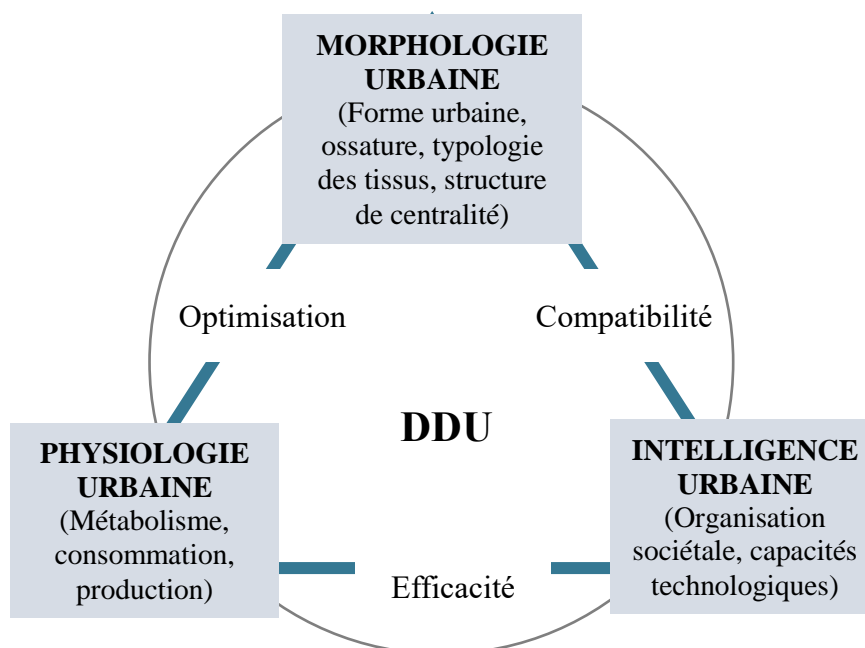 MORPHOLOGIE
URBAINE
(Forme urbaine,
ossature, typologie
des tissus, structure
de centralité)
Optimisation
Compatibilité
DDU
PHYSIOLOGIE
URBAINE
(Métabolisme,
consommation,
production)
INTELLIGENCE
URBAINE
(Organisation
sociétale, capacités
technologiques)
Efficacité